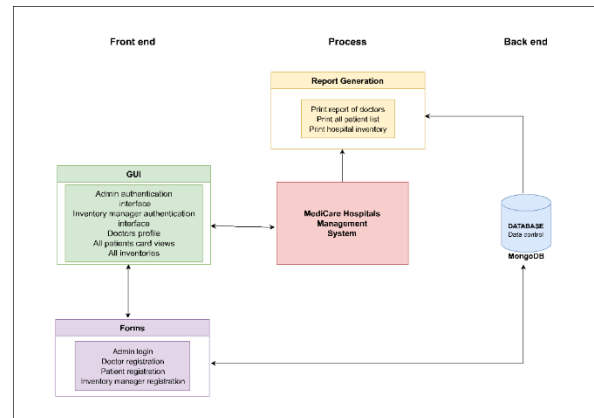 Front end
Process
Back end
Report Generation
Print report of doctors
Print all patient list
Print hospital inventory
GUI
Admin authentication
interface
Inventory manager authentication
interface
Doctors profile
All patients card views
All inventories
MediCare Hospitals
Management
System
DATABASE
Data control
MongoDB
Forms
Admin login
Doctor registration
Patient registration
Inventory manager registration